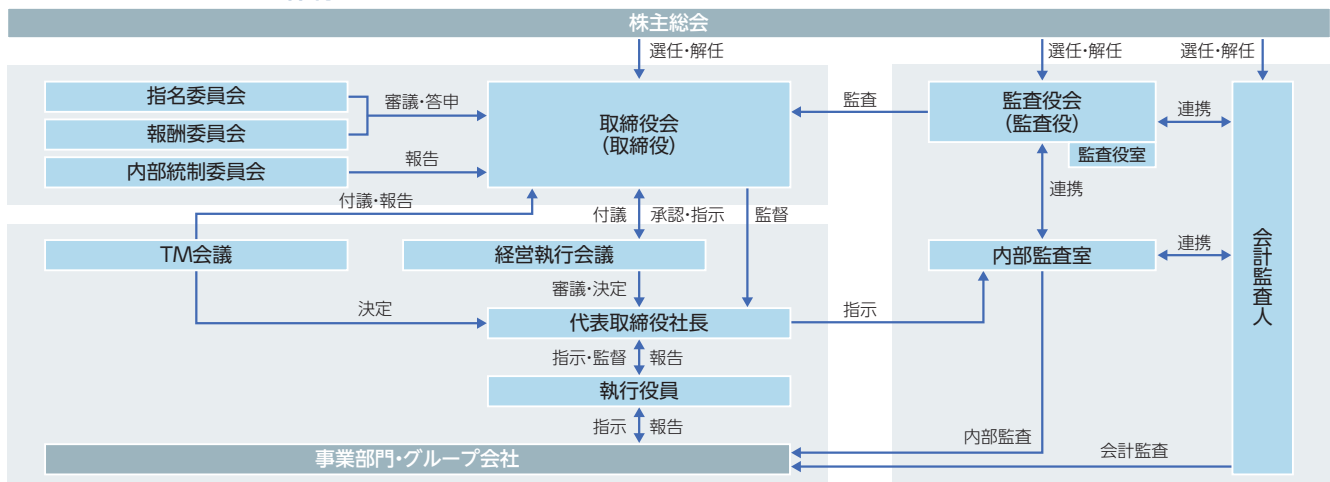 株主総会
選任・解任
選任・解任
選任・解任
指名委員会
報酬委員会
内部統制委員会
審議・答申
報告
取締役会
(取締役)
監査
監査役会
(監査役)
監査役室
連携
連携
付議・報告
付議
承認・指示
監督
TM会議
経営執行会議
内部監査室
連携
会計監査人
審議・決定
決定
代表取締役社長
指示
指示・監督
報告
執行役員
指示
報告
内部監査
会計監査
事業部門・グループ会社